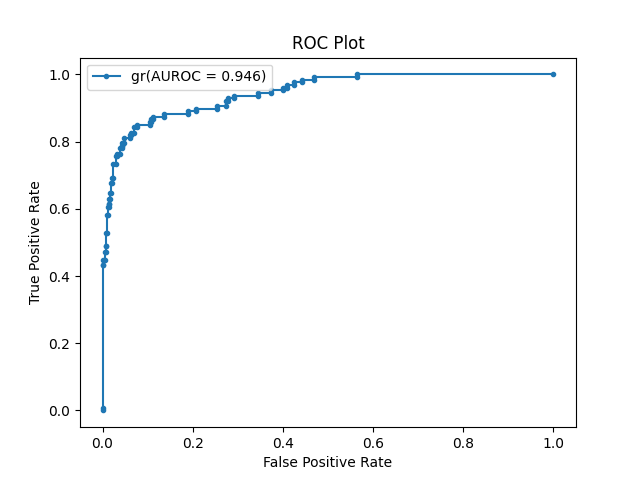 ROC Plot
gr(AUROC = 0.946)
1.0
0.8
0.6
0.4
0.2
0.0
True Positive Rate
0.0 0.2 0.4 0.6 0.8 1.0
False Positive Rate